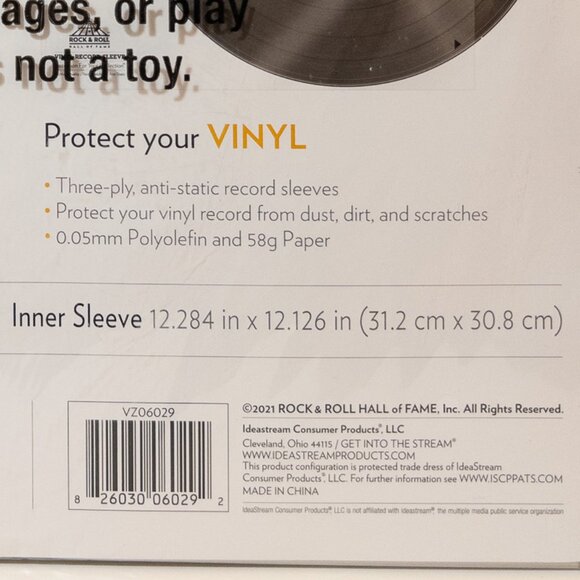 ages, or play
not a toy.
ROCK & ROLL
HALL OF FAME
Protect your VINYL
• Three-ply, anti-static record sleeves
• Protect your vinyl record from dust, dirt, and scratches
• 0.05mm Polyolefin and 58g Paper
Inner Sleeve 12.284 in x 12.126 in (31.2 cm x 30.8 cm)
VZ06029
8 26030 06029 2
©2021 ROCK & ROLL HALL of FAME, Inc. All Rights Reserved.
Ideastream Consumer Products®, LLC
Cleveland, Ohio 44115 / GET INTO THE STREAM®
WWW.IDEASTREAMPRODUCTS.COM
This product configuration is protected trade dress of IdeaStream
Consumer Products®, LLC. For further information see WWW.ISCPPATS.COM
MADE IN CHINA
IdeaStream Consumer Products® LLC is not affiliated with ideastream®, the multiple media public service organization